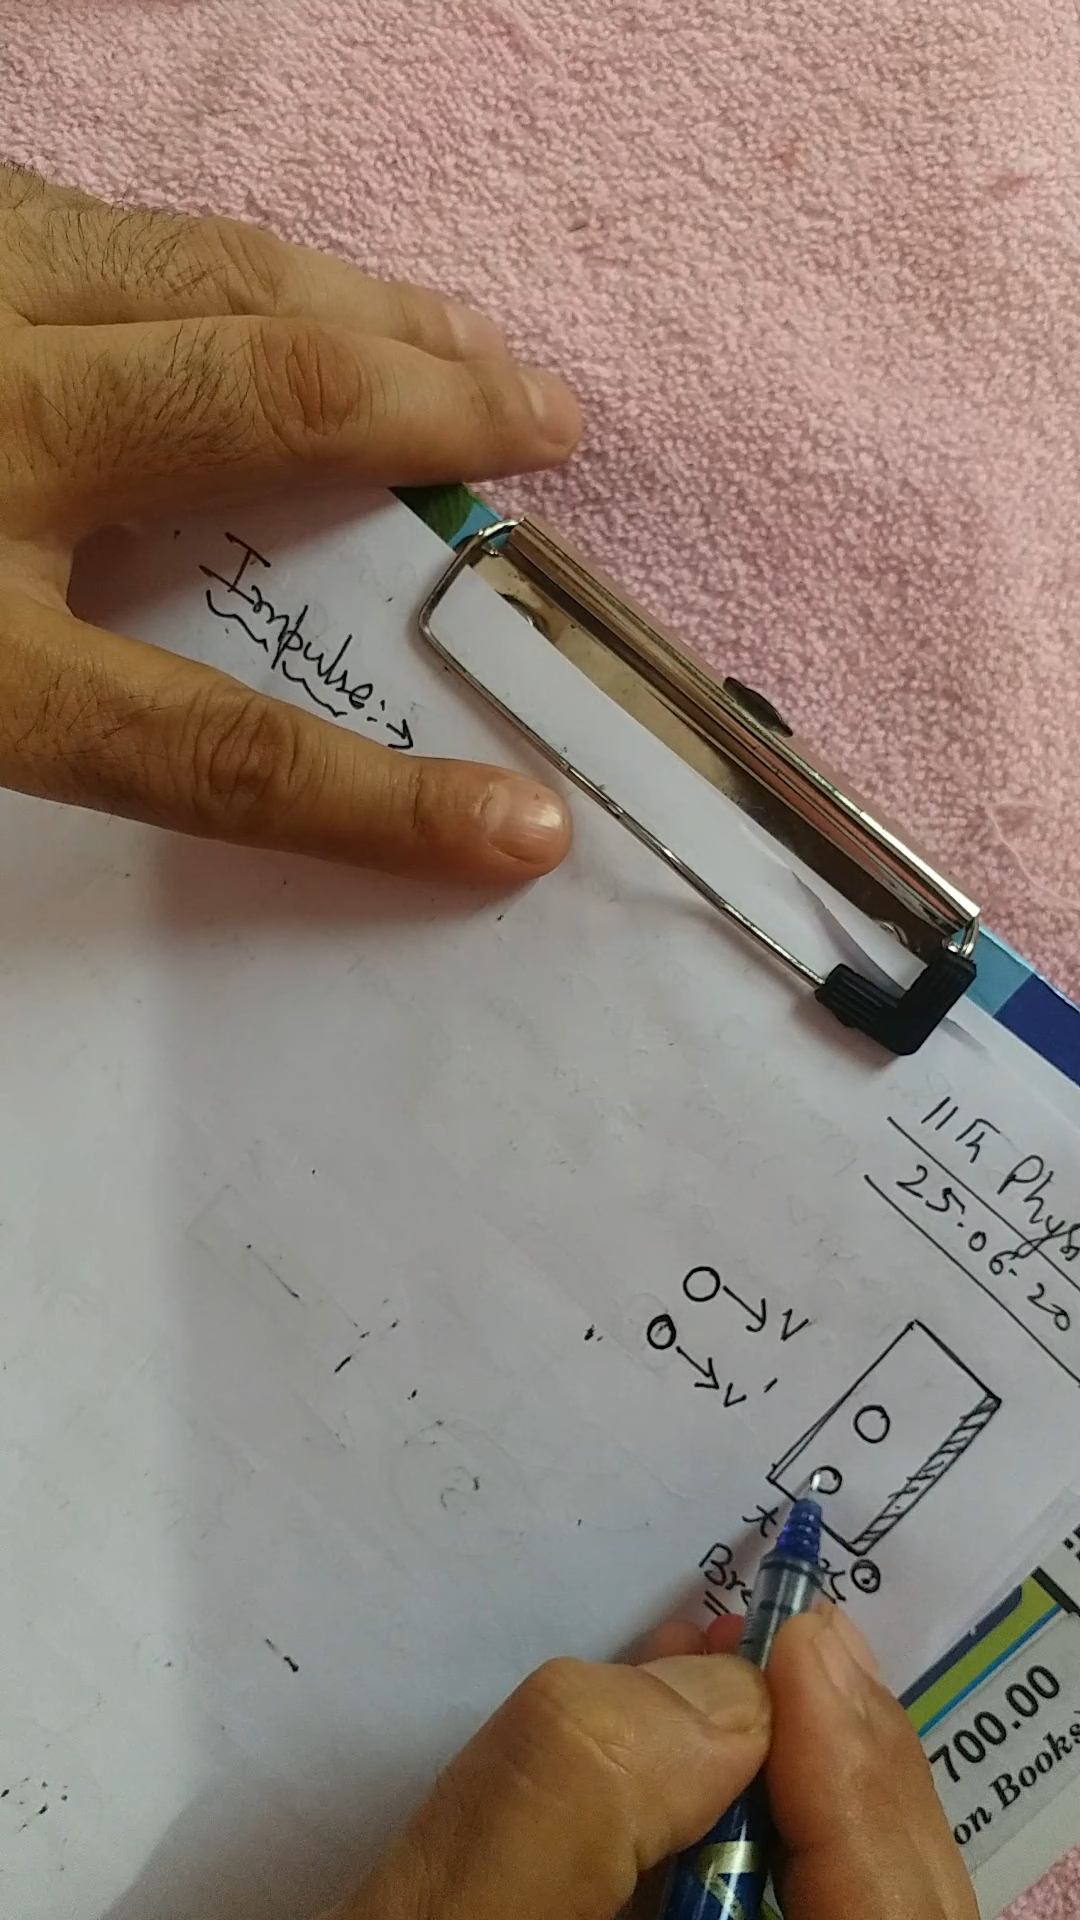 Impulse:→
11th Phys
25.06.20
V
V'
700.00
on Books